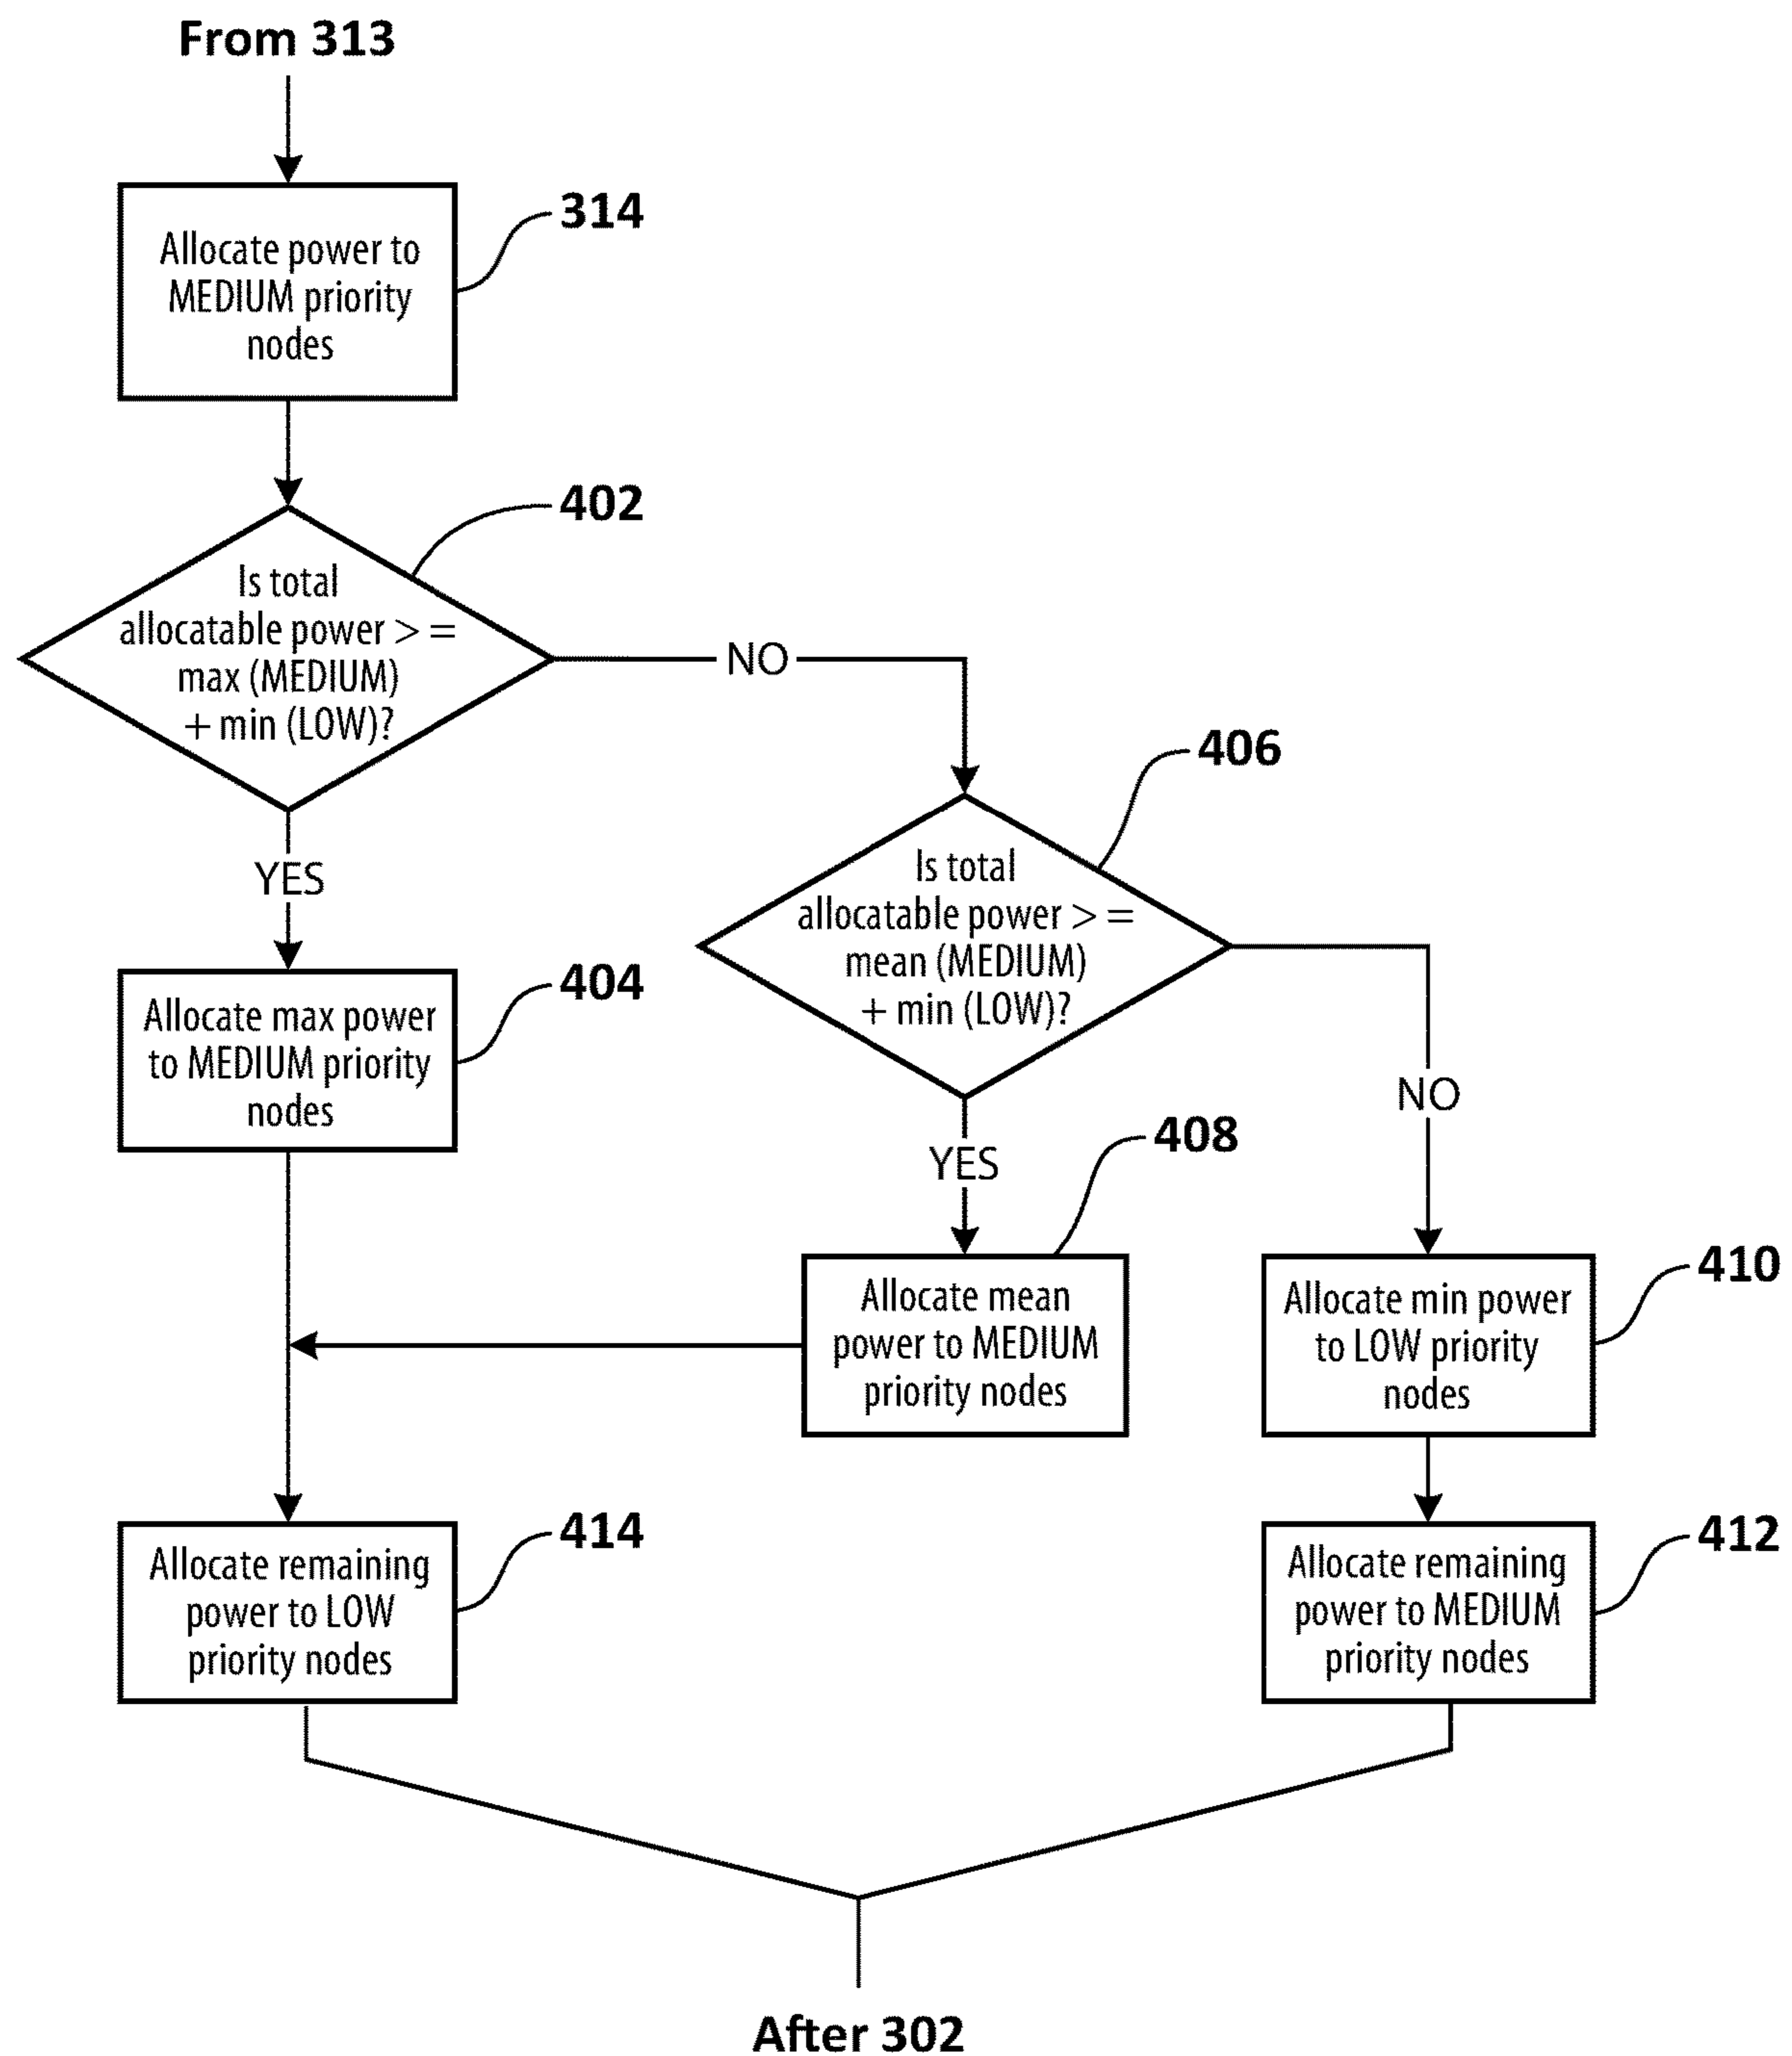 From 313
314
Allocate power to
MEDIUM priority
nodes
402
Is total
allocatable power > =
max (MEDIUM)
+ min (LOW)?
NO
406
YES
Is total
allocatable power > =
mean (MEDIUM)
+ min (LOW)?
404
Allocate max power
to MEDIUM priority
nodes
NO
408
YES
410
Allocate mean
power to MEDIUM
priority nodes
Allocate min power
to LOW priority
nodes
414
Allocate remaining
power to LOW
priority nodes
412
Allocate remaining
power to MEDIUM
priority nodes
After 302